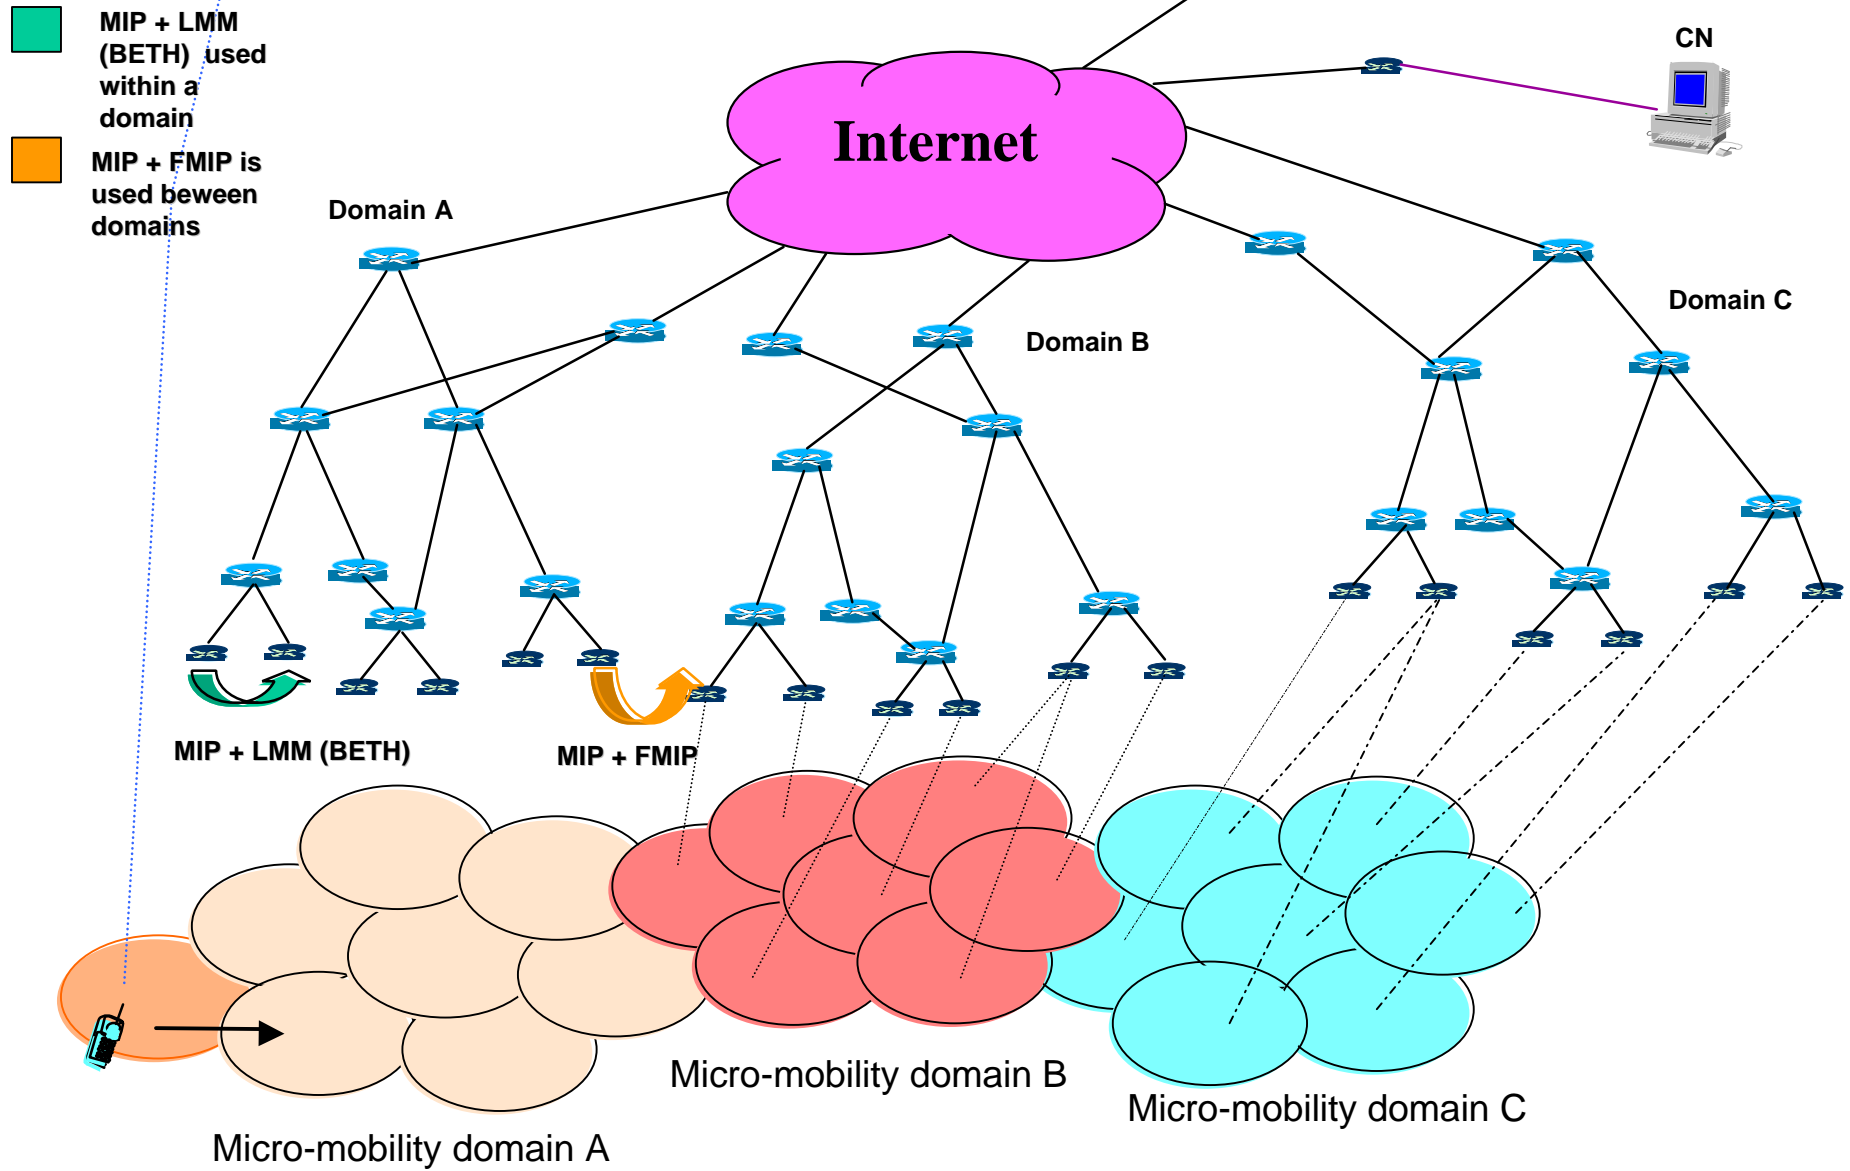 MIP + LMM
(BETH) used
within a
domain
MIP + FMIP is
used beween
domains
CN
Internet
Domain A
Domain B
Domain C
MIP + LMM (BETH)
MIP + FMIP
Micro-mobility domain B
Micro-mobility domain C
Micro-mobility domain A